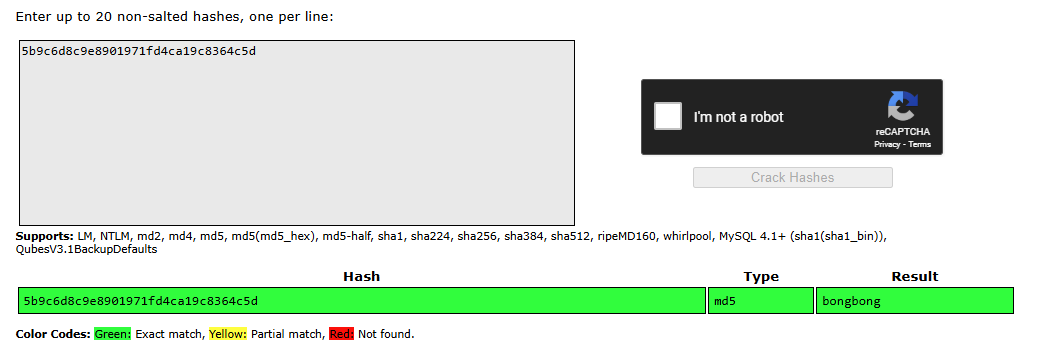 Enter up to 20 non-salted hashes, one per line:
5b9c6d8c9e8901971fd4ca19c8364c5d
I'm not a robot
reCAPTCHA
Privacy - Terms
Crack Hashes
Supports: LM, NTLM, md2, md4, md5, md5(md5_hex), md5-half, sha1, sha224, sha256, sha384, sha512, ripeMD160, whirlpool, MySQL 4.1+ (sha1(sha1_bin)),
QubesV3.1BackupDefaults
Hash Type Result
5b9c6d8c9e8901971fd4ca19c8364c5d md5 bongbong
Color Codes: Green: Exact match, Yellow: Partial match, Red: Not found.